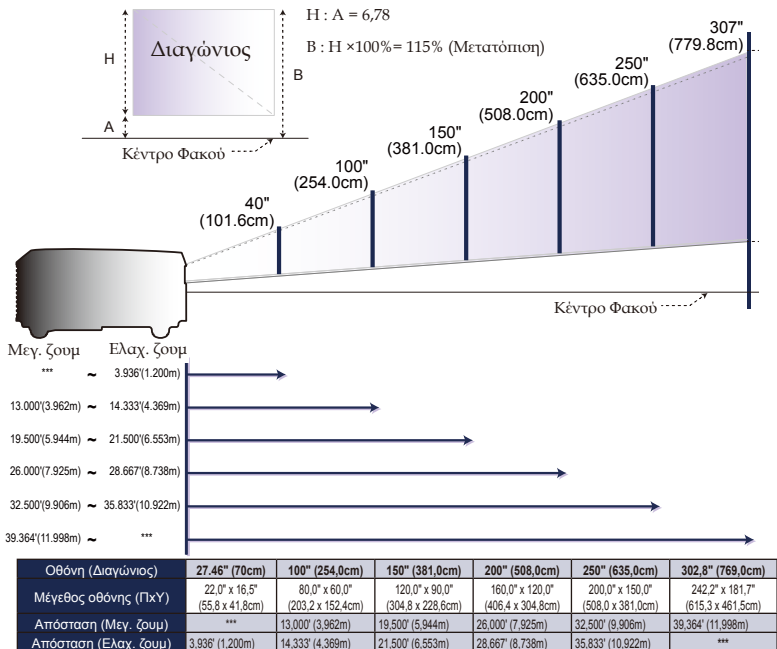 H : A = 6,78
Διαγώνιος
B : H ×100%= 115% (Μετατόπιση)
H
B
A
Κέντρο Φακού
307"
(779.8cm)
250"
(635.0cm)
200"
(508.0cm)
150"
(381.0cm)
100"
(254.0cm)
40"
(101.6cm)
Κέντρο Φακού
Μεγ. ζουμ Ελαχ. ζουμ
*** ~ 3.936'(1.200m)
13.000'(3.962m) ~ 14.333'(4.369m)
19.500'(5.944m) ~ 21.500'(6.553m)
26.000'(7.925m) ~ 28.667'(8.738m)
32.500'(9.906m) ~ 35.833'(10.922m)
39.364'(11.998m) ~ ***
Οθόνη (Διαγώνιος) 27.46" (70cm) 100" (254,0cm) 150" (381,0cm) 200" (508,0cm) 250" (635,0cm) 302,8" (769,0cm)
Μέγεθος οθόνης (ΠxΥ) 22,0" x 16,5" 80,0" x 60,0" 120,0" x 90,0" 160,0" x 120,0" 200,0" x 150,0" 242,2" x 181,7"
(55,8 x 41,8cm) (203,2 x 152,4cm) (304,8 x 228,6cm) (406,4 x 304,8cm) (508,0 x 381,0cm) (615,3 x 461,5cm)
Απόσταση (Μεγ. ζουμ) *** 13,000' (3,962m) 19,500' (5,944m) 26,000' (7,925m) 32,500' (9,906m) 39,364' (11,998m)
Απόσταση (Ελαχ. ζουμ) 3,936' (1,200m) 14.333' (4,369m) 21,500' (6,553m) 28,667' (8,738m) 35,833' (10,922m) ***